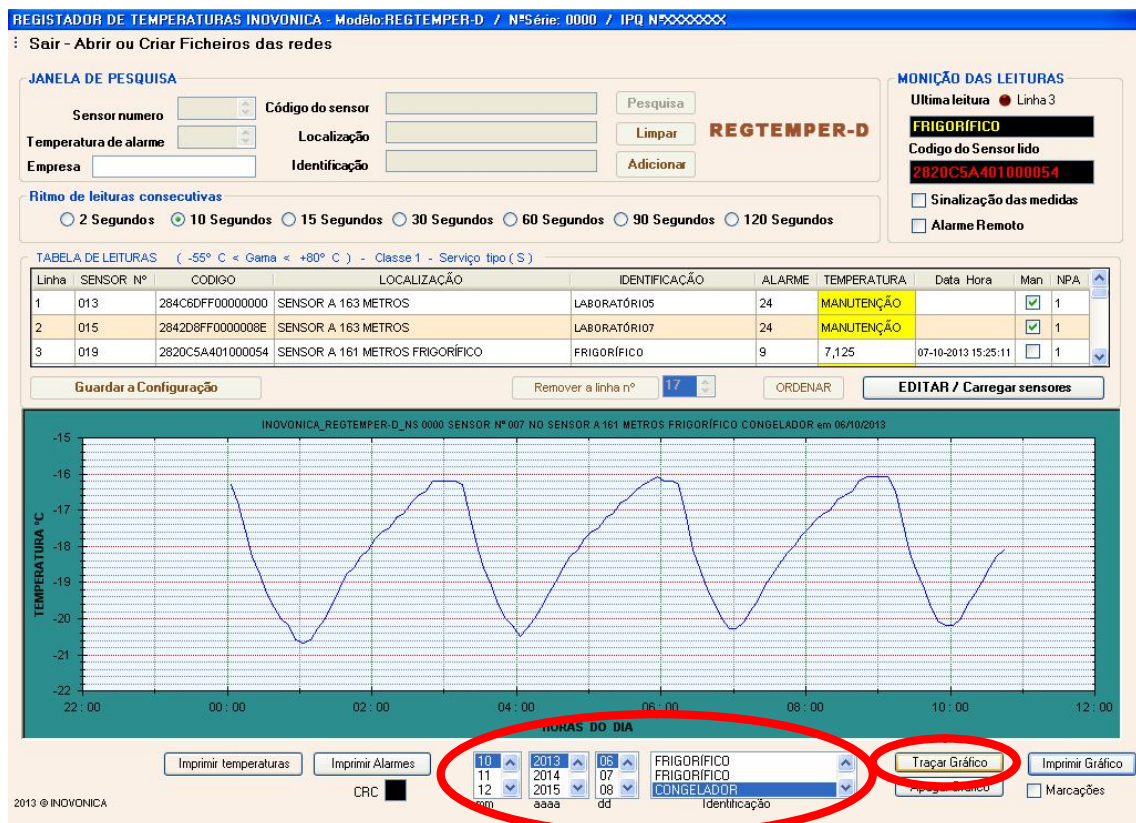 REGISTADOR DE TEMPERATURAS INOVONICA - Modêlo:REGTEMPER-D / NºSérie: 0000 / IPQ NºXXXXXXX
Sair - Abrir ou Criar Ficheiros das redes
JANELA DE PESQUISA
Sensor numero
Temperatura de alarme
Empresa
Código do sensor
Localização
Identificação
Pesquisa
Limpar
Adicionar
REGTEMPER-D
MONIÇÃO DAS LEITURAS
Ultima leitura Linha 3
FRIGORÍFICO
Codigo do Sensor lido
2820C5A401000054
Sinalização das medidas
Alarme Remoto
Ritmo de leituras consecutivas
2 Segundos 10 Segundos 15 Segundos 30 Segundos 60 Segundos 90 Segundos 120 Segundos
TABELA DE LEITURAS ( -55º C < Gama < +80º C ) - Classe 1 - Serviço tipo ( S )
Linha SENSOR Nº CODIGO LOCALIZAÇÃO IDENTIFICAÇÃO ALARME TEMPERATURA Data Hora Man NPA
1 013 284C6DFF00000000 SENSOR A 163 METROS LABORATÓRIO5 24 MANUTENÇÃO 1
2 015 2842D8FF0000008E SENSOR A 163 METROS LABORATÓRIO7 24 MANUTENÇÃO 1
3 019 2820C5A401000054 SENSOR A 161 METROS FRIGORÍFICO FRIGORÍFICO 9 7,125 07-10-2013 15:25:11 1
Guardar a Configuração
Remover a linha nº 17
ORDENAR
EDITAR / Carregar sensores
INOVONICA_REGTEMPER-D_NS 0000 SENSOR Nº 007 NO SENSOR A 161 METROS FRIGORÍFICO CONGELADOR em 06/10/2013
TEMPERATURA ºC
-15
-16
-17
-18
-19
-20
-21
-22
22:00 00:00 02:00 04:00 06:00 08:00 10:00 12:00
HORAS DO DIA
Imprimir temperaturas
Imprimir Alarmes
CRC
10 2013 06 FRIGORÍFICO
11 2014 07 FRIGORÍFICO
12 2015 08 CONGELADOR
mm aaaa dd Identificação
Traçar Gráfico
Imprimir Gráfico
Apagar Gráfico
Marcações
2013 @ INOVONICA